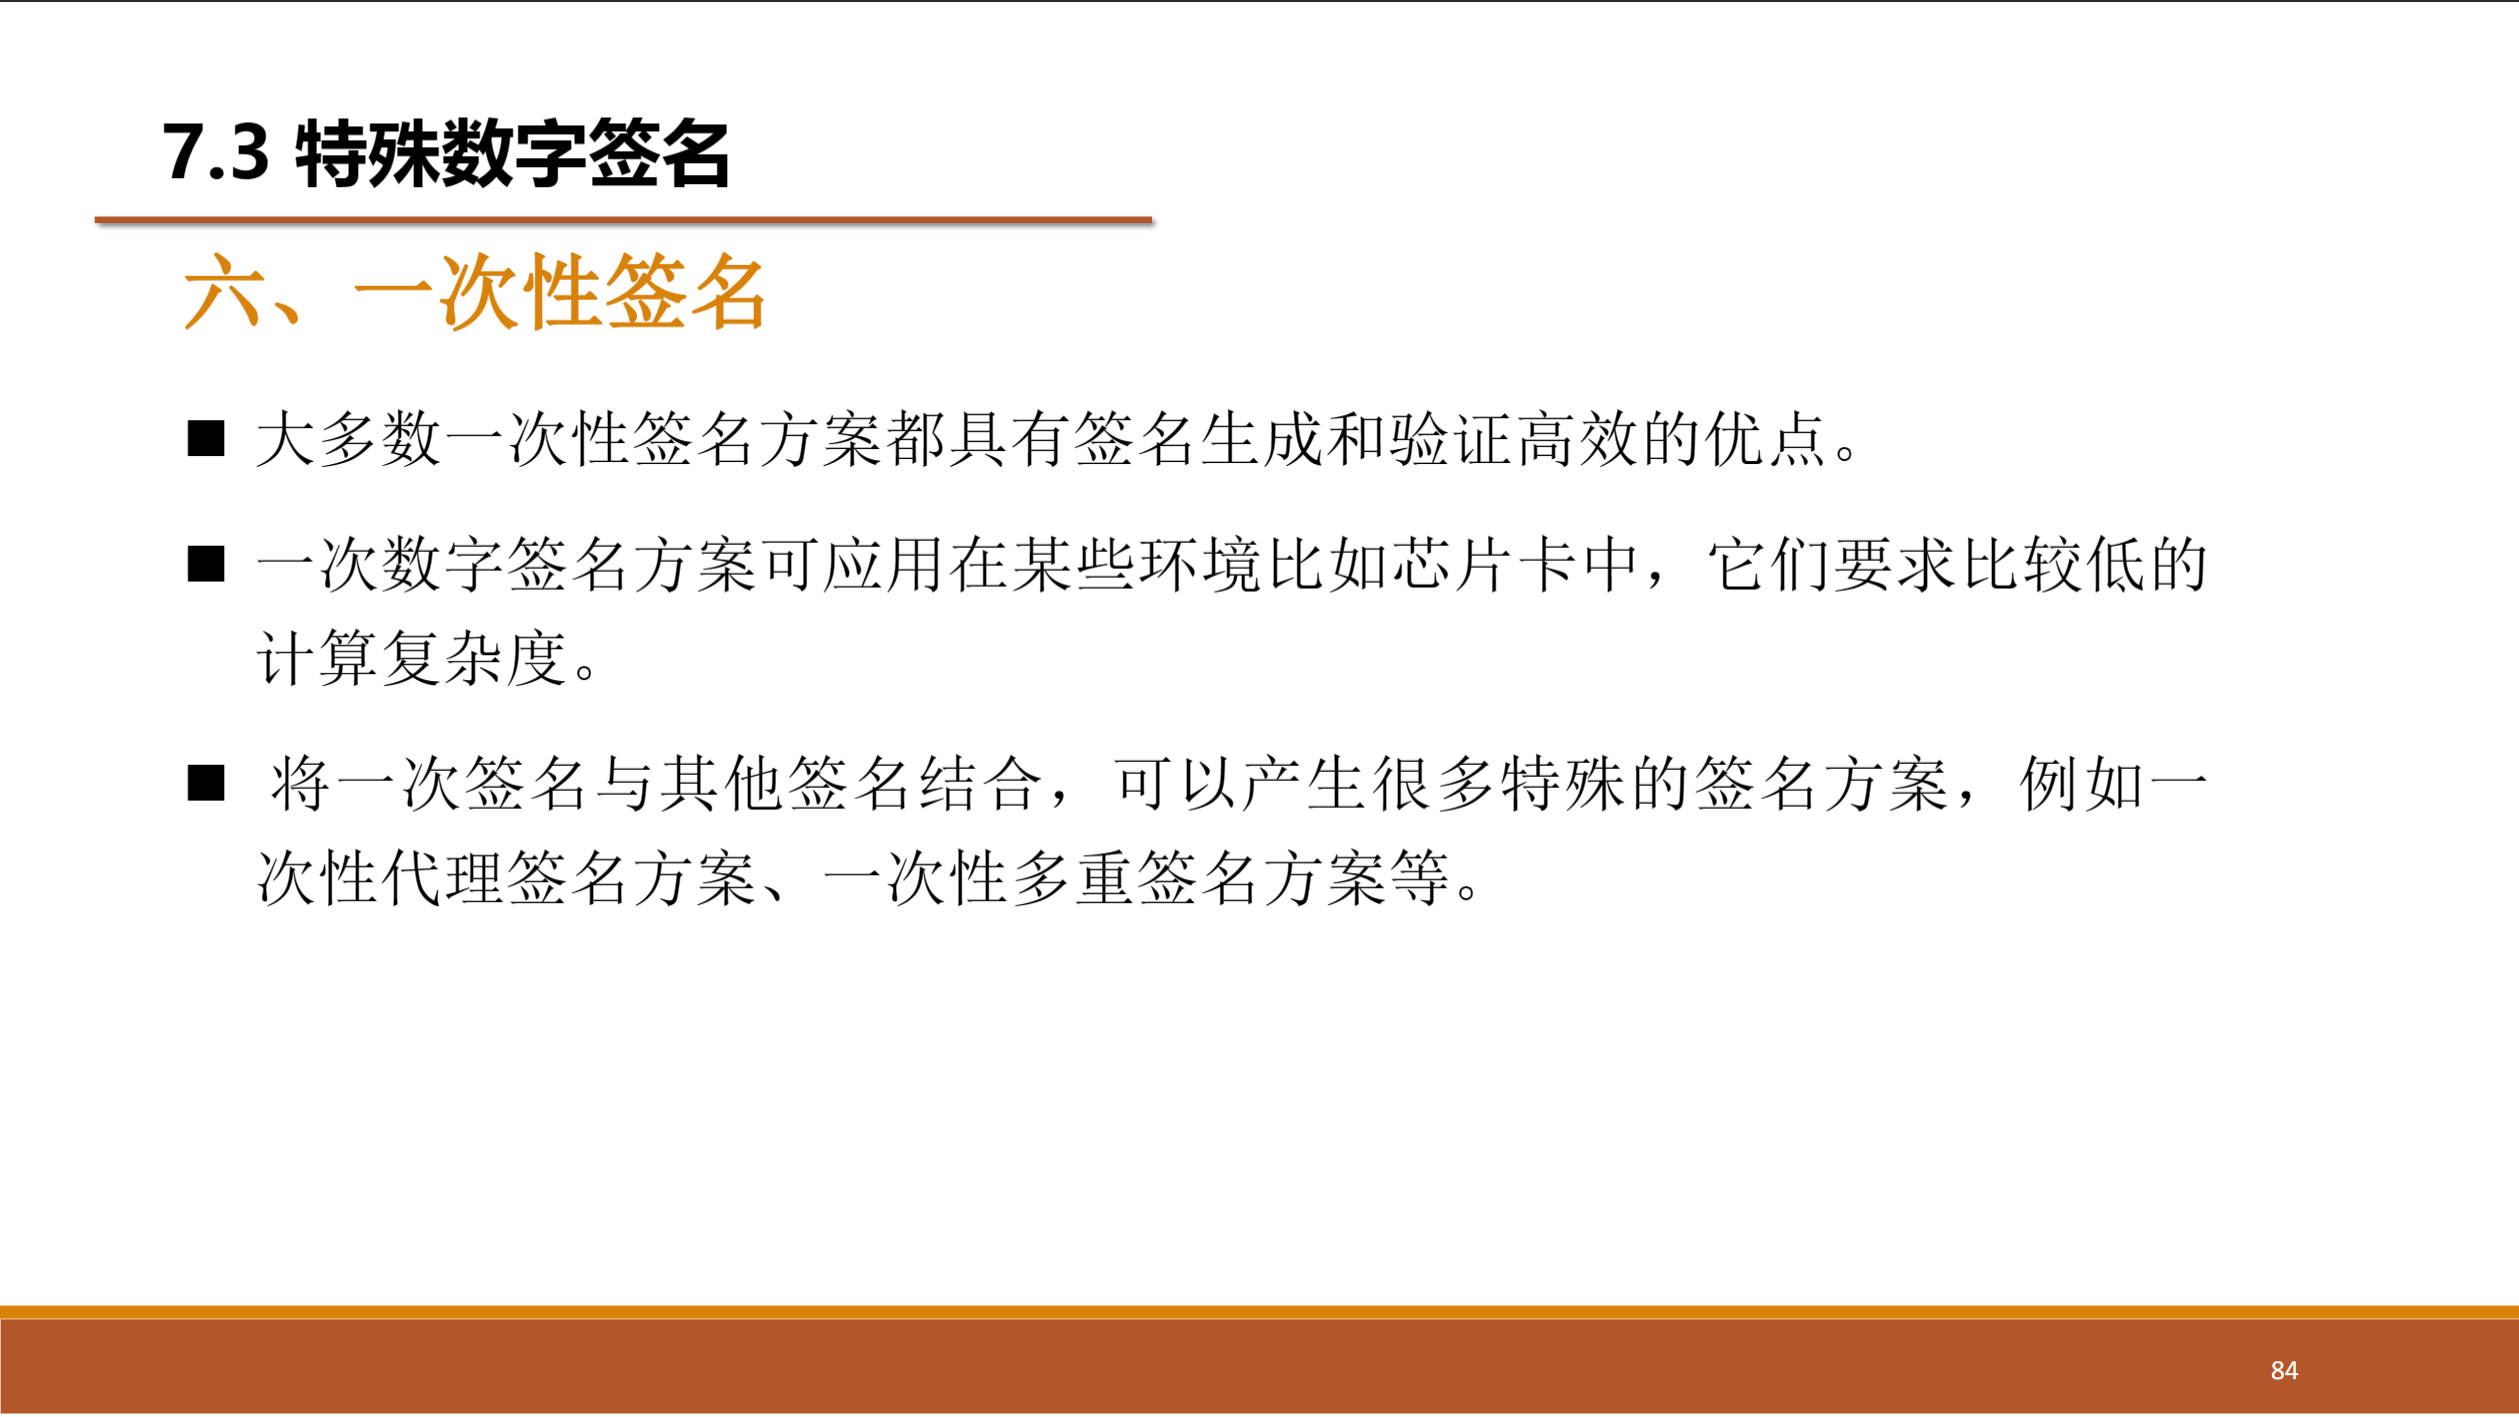 7.3 特殊数字签名
六、一次性签名
■ 大多数一次性签名方案都具有签名生成和验证高效的优点。
■ 一次数字签名方案可应用在某些环境比如芯片卡中，它们要求比较低的
计算复杂度。
■ 将一次签名与其他签名结合，可以产生很多特殊的签名方案，例如一
次性代理签名方案、一次性多重签名方案等。
84